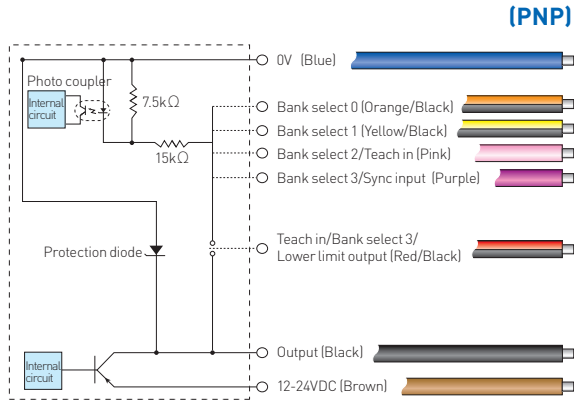 (PNP)
0V (Blue)
Photo coupler
Internal
circuit
7.5kΩ
15kΩ
Bank select 0 (Orange/Black)
Bank select 1 (Yellow/Black)
Bank select 2/Teach in (Pink)
Bank select 3/Sync input (Purple)
Protection diode
Teach in/Bank select 3/
Lower limit output (Red/Black)
Internal
circuit
Output (Black)
12-24VDC (Brown)